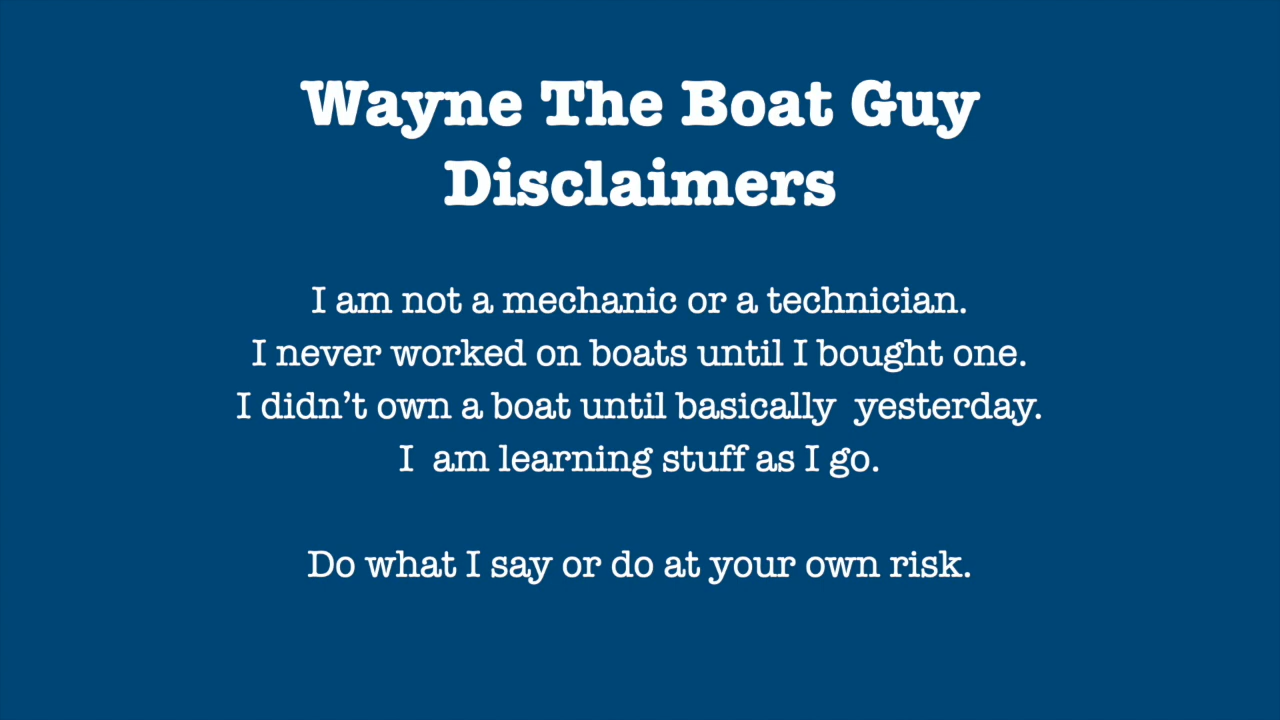 Wayne The Boat Guy
Disclaimers
I am not a mechanic or a technician.
I never worked on boats until I bought one.
I didn’t own a boat until basically  yesterday.
I  am learning stuff as I go.
Do what I say or do at your own risk.